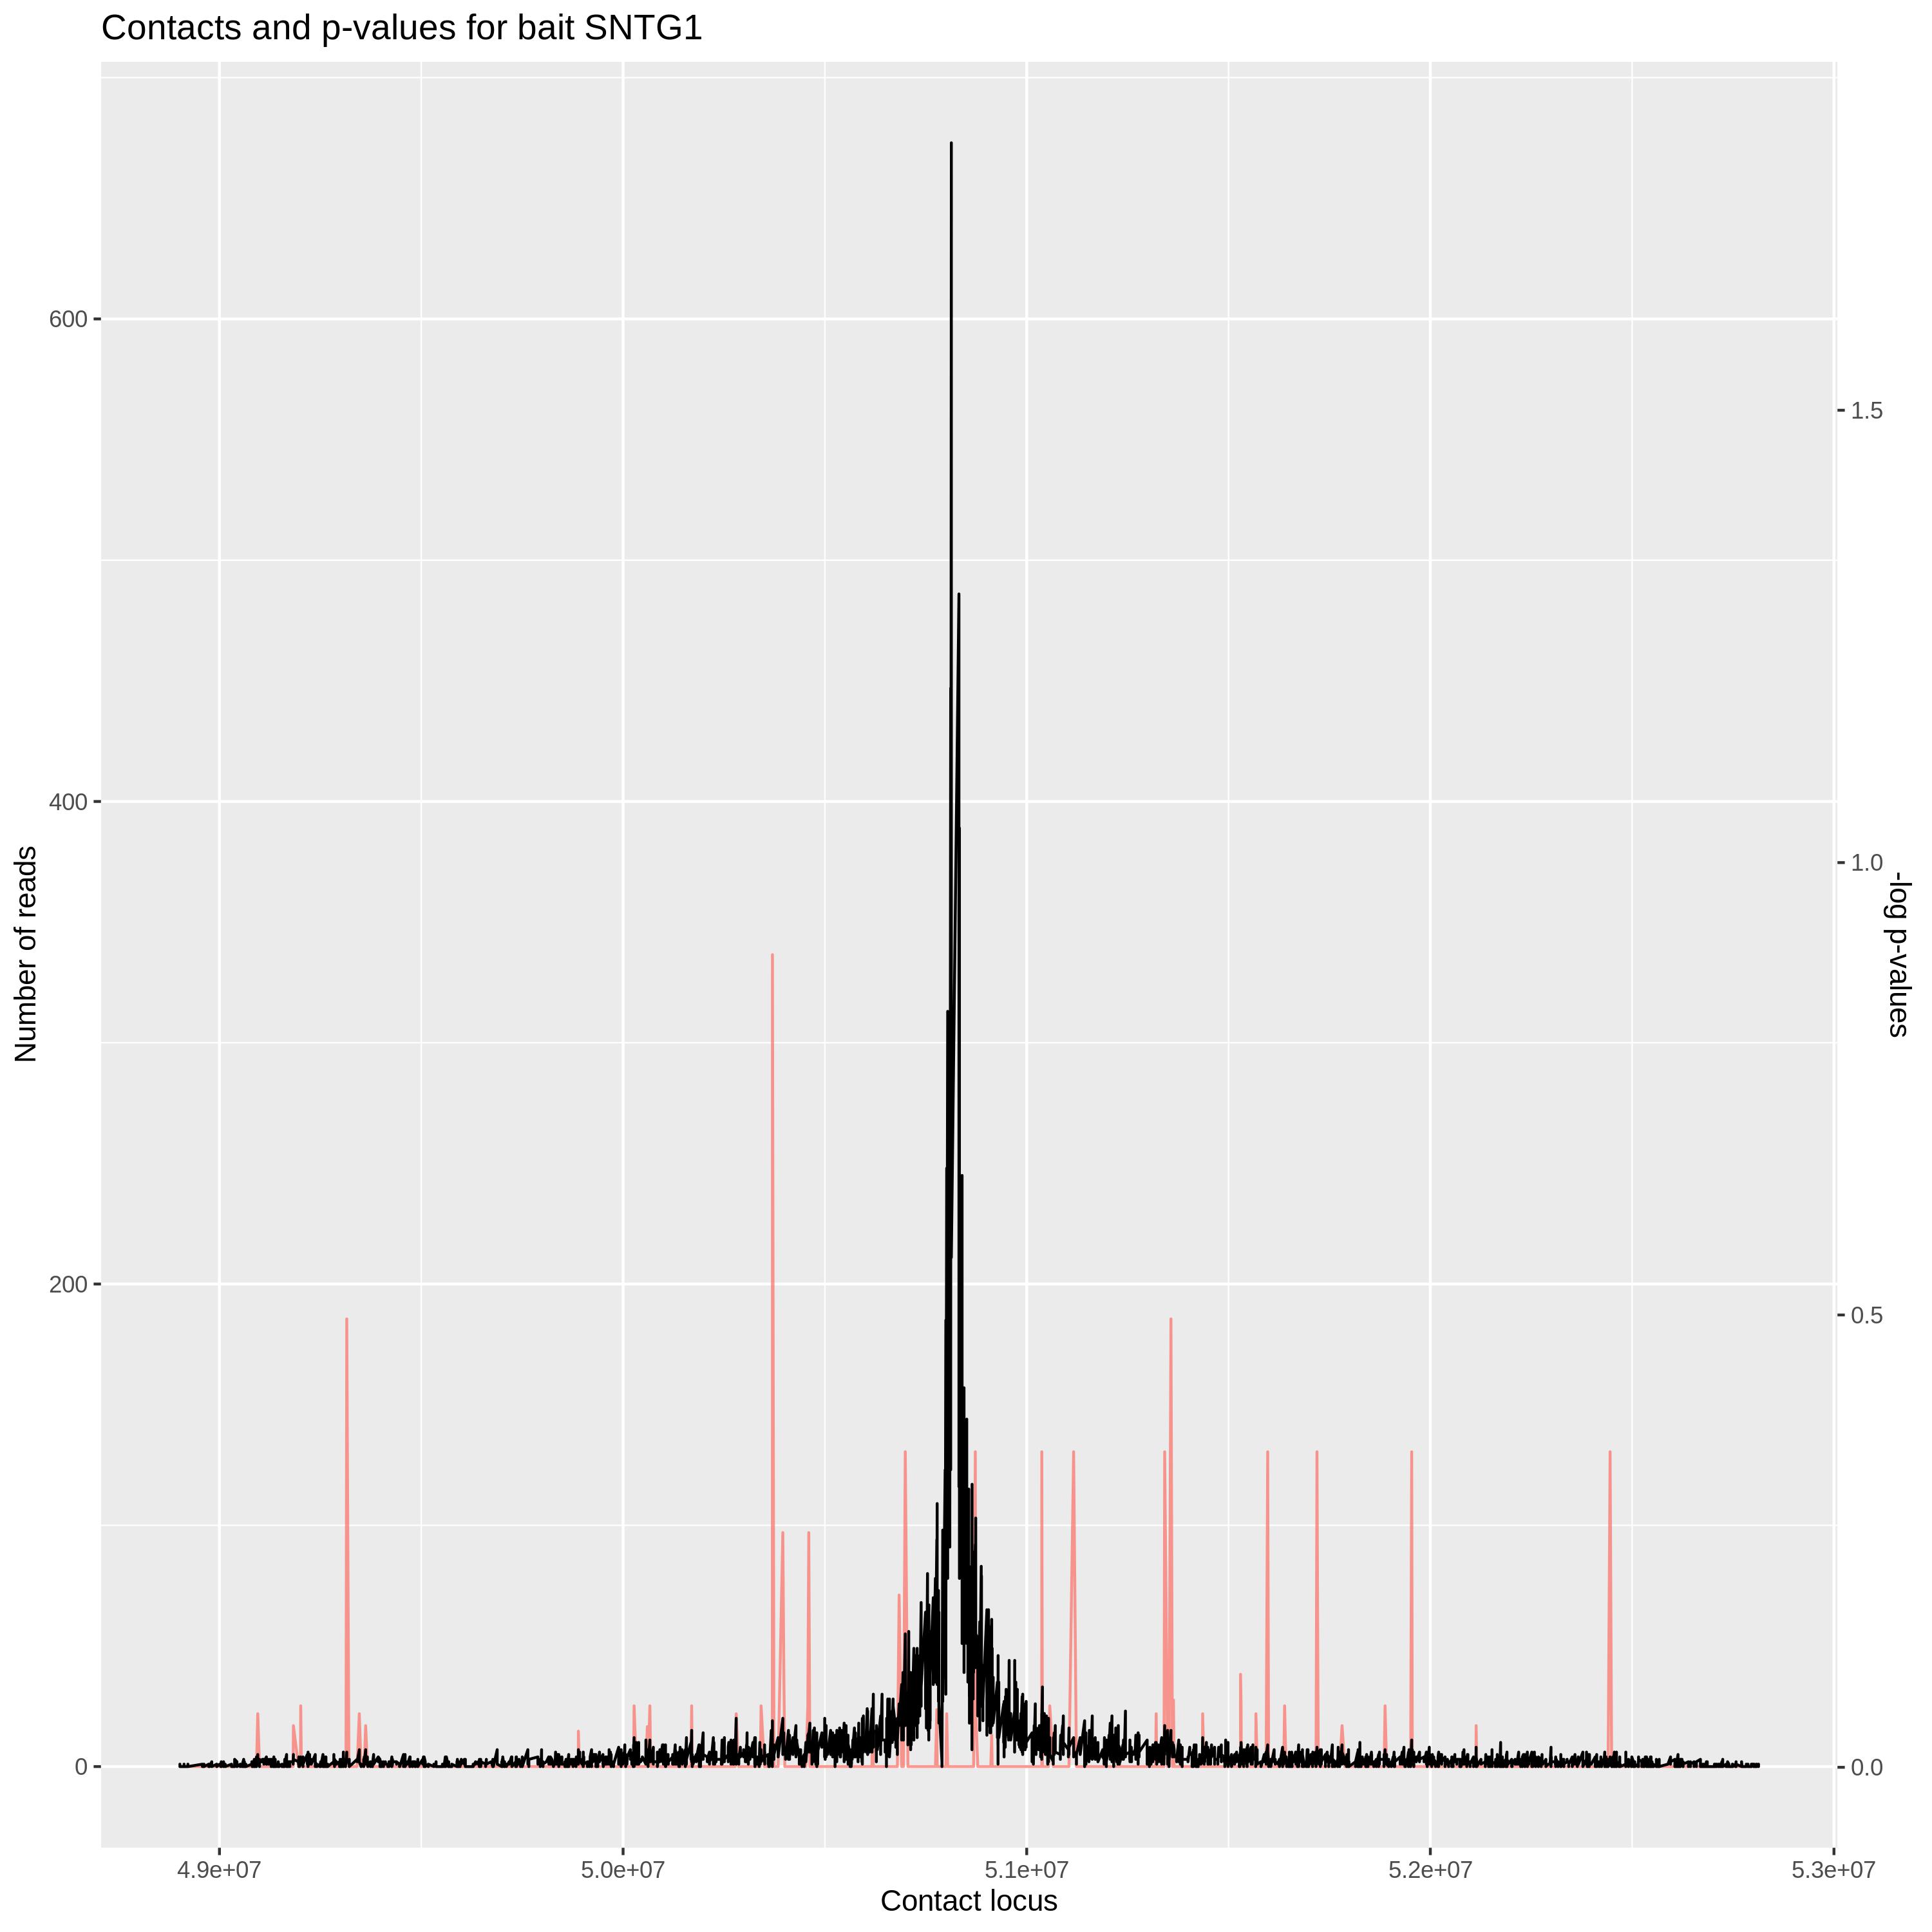 Contacts and p-values for bait SNTG1
600
400
200
0
Number of reads
1.5
1.0
0.5
0.0
-log p-values
4.9e+07 5.0e+07 5.1e+07 5.2e+07 5.3e+07
Contact locus